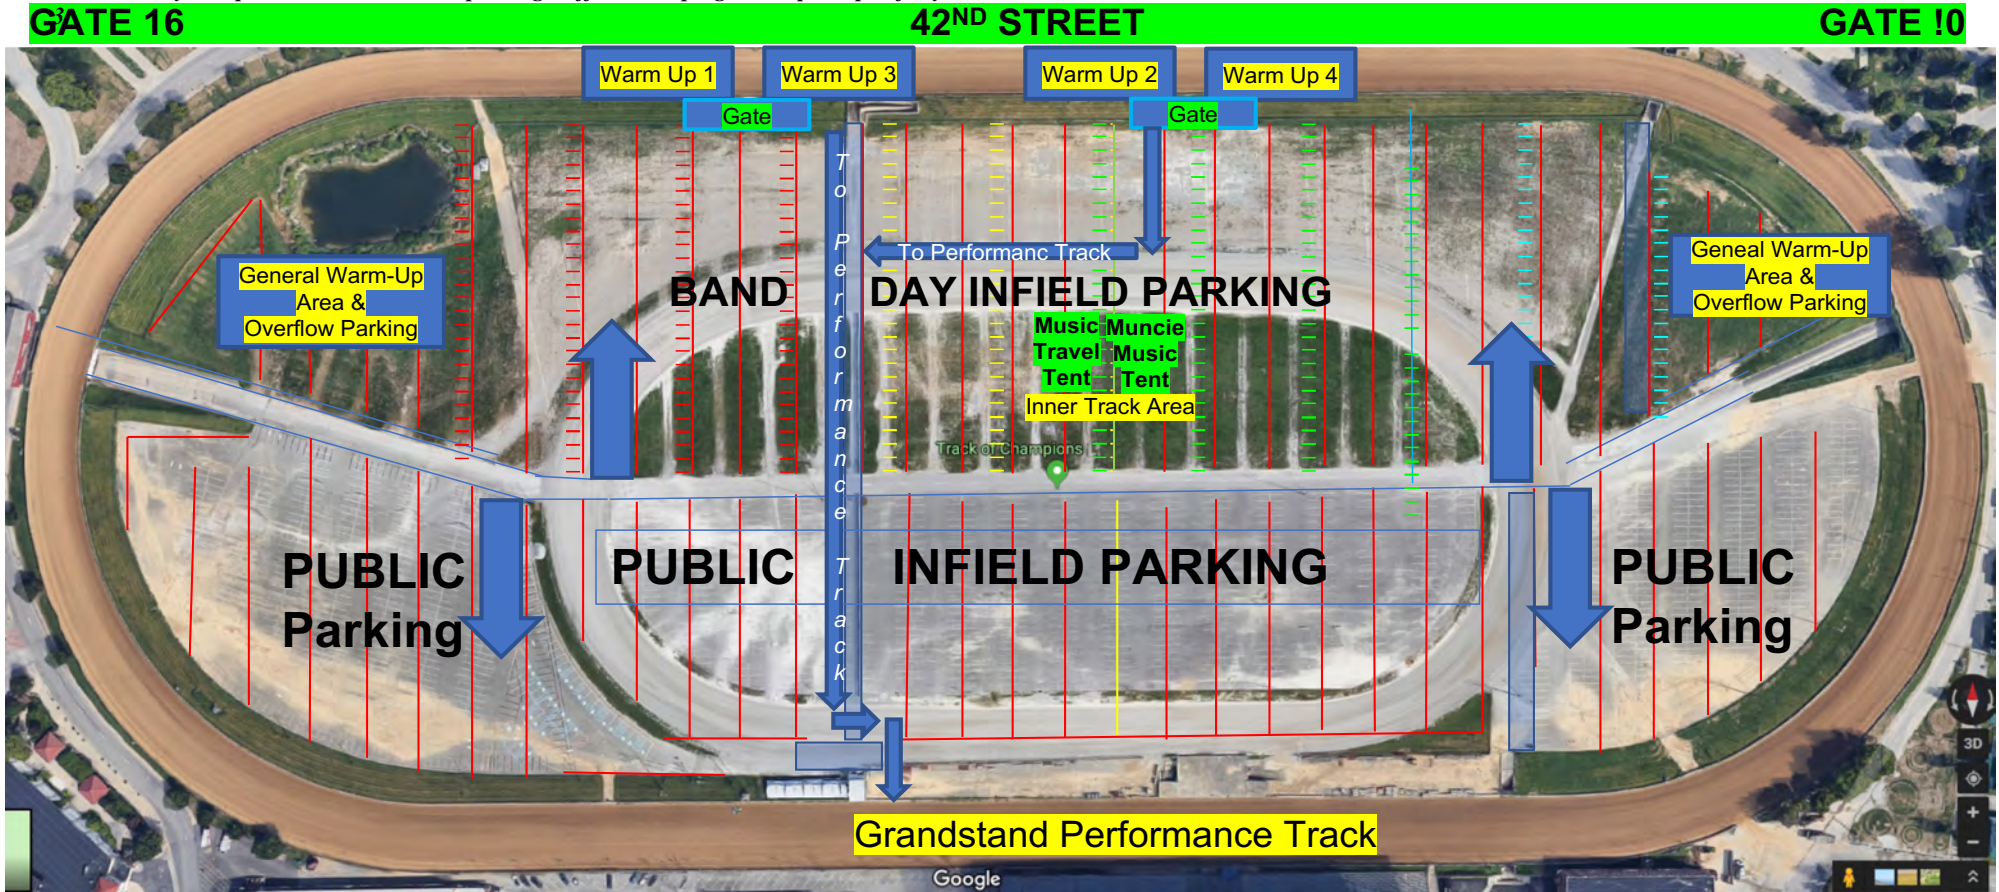 GATE 16 42ND STREET GATE !0
Warm Up 1 Warm Up 3 Warm Up 2 Warm Up 4
Gate Gate
To Performance Track
To Performanc Track
General Warm-Up
Area &
Overflow Parking
Geneal Warm-Up
Area &
Overflow Parking
BAND DAY INFIELD PARKING
Music
Travel
Tent
Muncie
Music
Tent
Inner Track Area
Track of Champions
PUBLIC
Parking
PUBLIC INFIELD PARKING
PUBLIC
Parking
Grandstand Performance Track
3D
Google